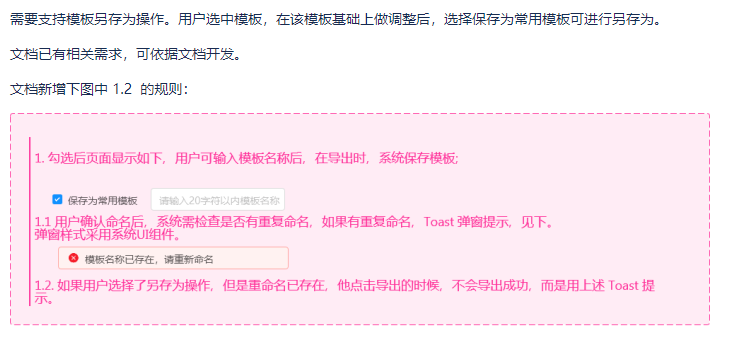 需要支持模板另存为操作。用户选中模板，在该模板基础上做调整后，选择保存为常用模板可进行另存为。
文档已有相关需求，可依据文档开发。
文档新增下图中 1.2 的规则：
1. 勾选后页面显示如下，用户可输入模板名称后，在导出时，系统保存模板;
保存为常用模板 请输入20字符以内模板名称
1.1 用户确认命名后，系统需检查是否有重复命名，如果有重复命名，Toast 弹窗提示，见下。
弹窗样式采用系统UI组件。
模板名称已存在，请重新命名
1.2. 如果用户选择了另存为操作，但是重命名已存在，他点击导出的时候，不会导出成功，而是用上述 Toast 提
示。